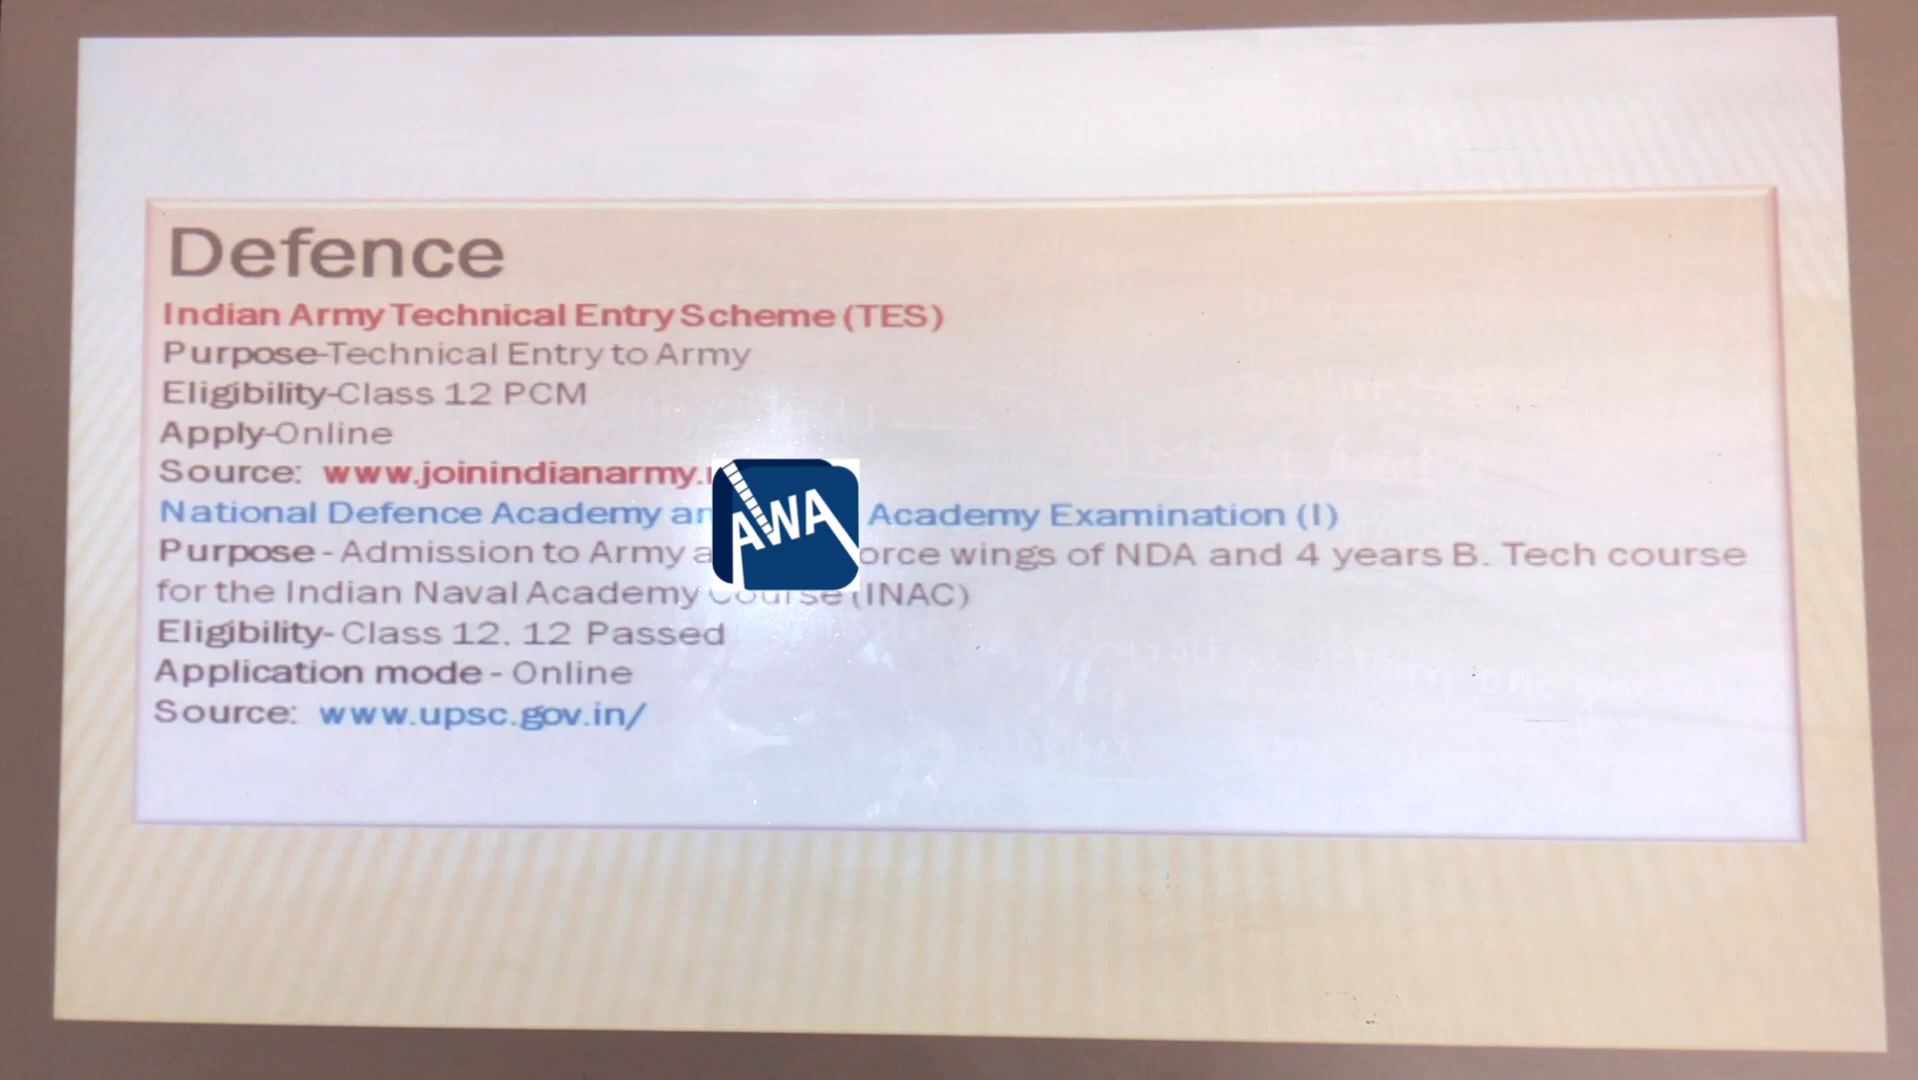 Defence
Indian Army Technical Entry Scheme (TES)
Purpose-Technical Entry to Army
Eligibility-Class 12 PCM
Apply-Online
Source: www.joinindianarmy.
National Defence Academy Academy Examination (I)
Purpose - Admission to Army wings of NDA and 4 years B. Tech course
for the Indian Naval Academy Course (INAC)
Eligibility- Class 12. 12 Passed
Application mode - Online
Source: www.upsc.gov.in/
AWA